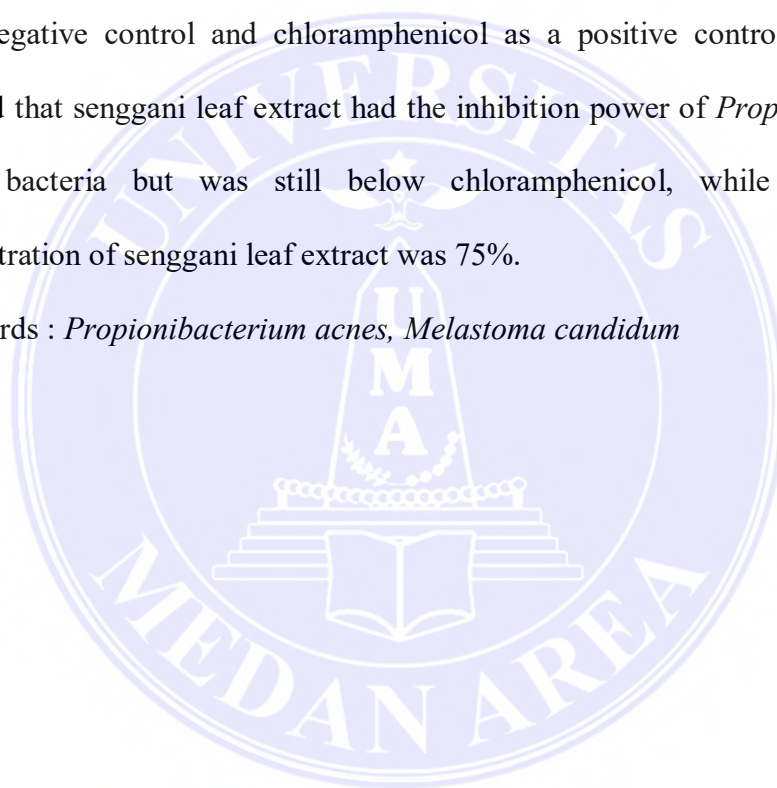 egative control and chloramphenicol as a positive contro
d that senggani leaf extract had the inhibition power of Prop
bacteria but was still below chloramphenicol, while
tration of senggani leaf extract was 75%.
rds : Propionibacterium acnes, Melastoma candidum
UNIVERSITAS
U
M
A
MEDAN AREA